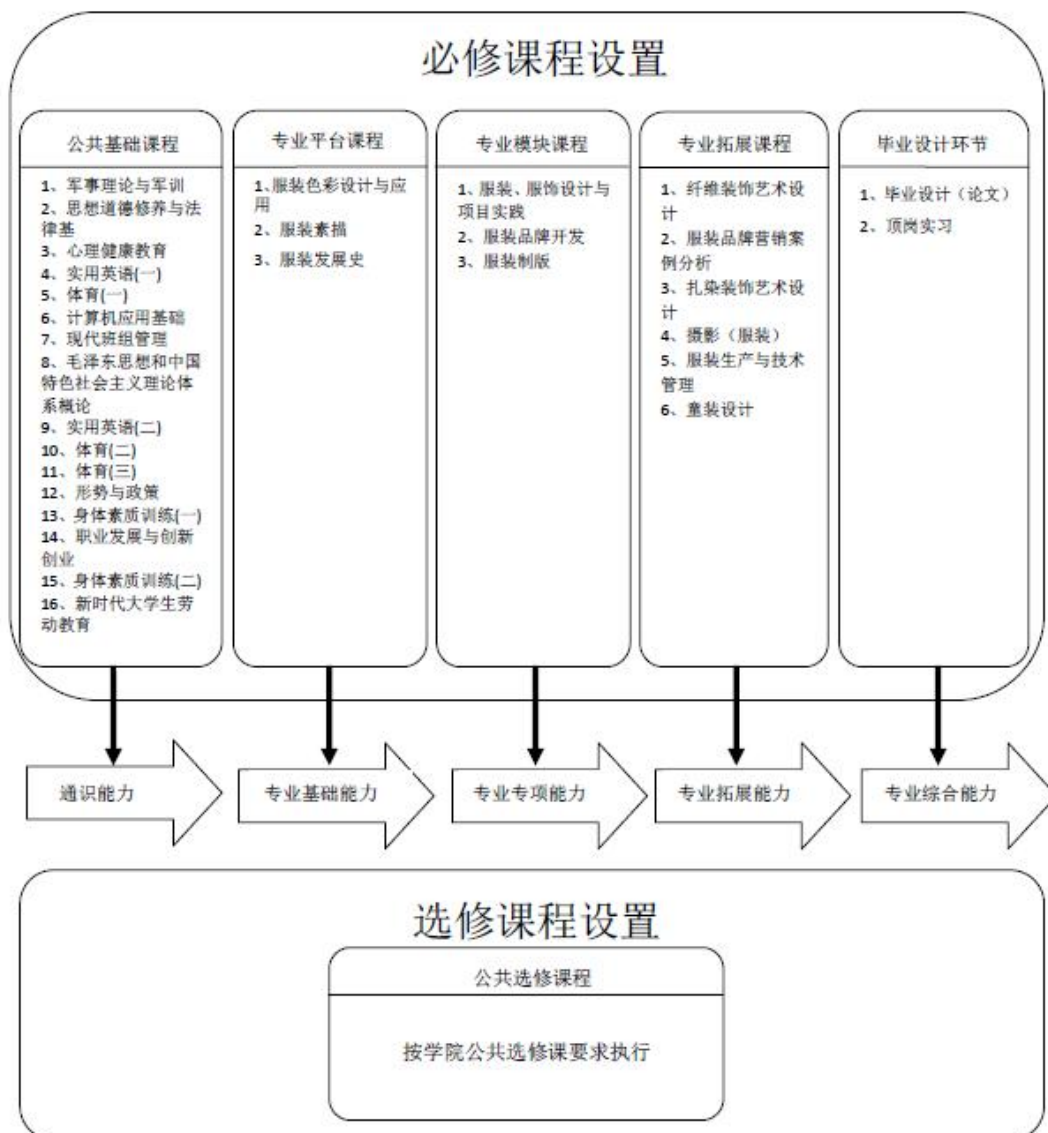 必修课程设置
公共基础课程
1、军事理论与军训
2、思想道德修养与法
律基
3、心理健康教育
4、实用英语(一)
5、体育(一)
6、计算机应用基础
7、现代班组管理
8、毛泽东思想和中国
特色社会主义理论体
系概论
9、实用英语(二)
10、体育(二)
11、体育(三)
12、形势与政策
13、身体素质训练(一)
14、职业发展与创新
创业
15、身体素质训练(二)
16、新时代大学生劳
动教育
专业平台课程
1、服装色彩设计与应
用
2、服装素描
3、服装发展史
专业模块课程
1、服装、服饰设计与
项目实践
2、服装品牌开发
3、服装制版
专业拓展课程
1、纤维装饰艺术设
计
2、服装品牌营销案
例分析
3、扎染装饰艺术设
计
4、摄影（服装）
5、服装生产与技术
管理
6、童装设计
毕业设计环节
1、毕业设计（论文）
2、顶岗实习
通识能力
专业基础能力
专业专项能力
专业拓展能力
专业综合能力
选修课程设置
公共选修课程
按学院公共选修课要求执行